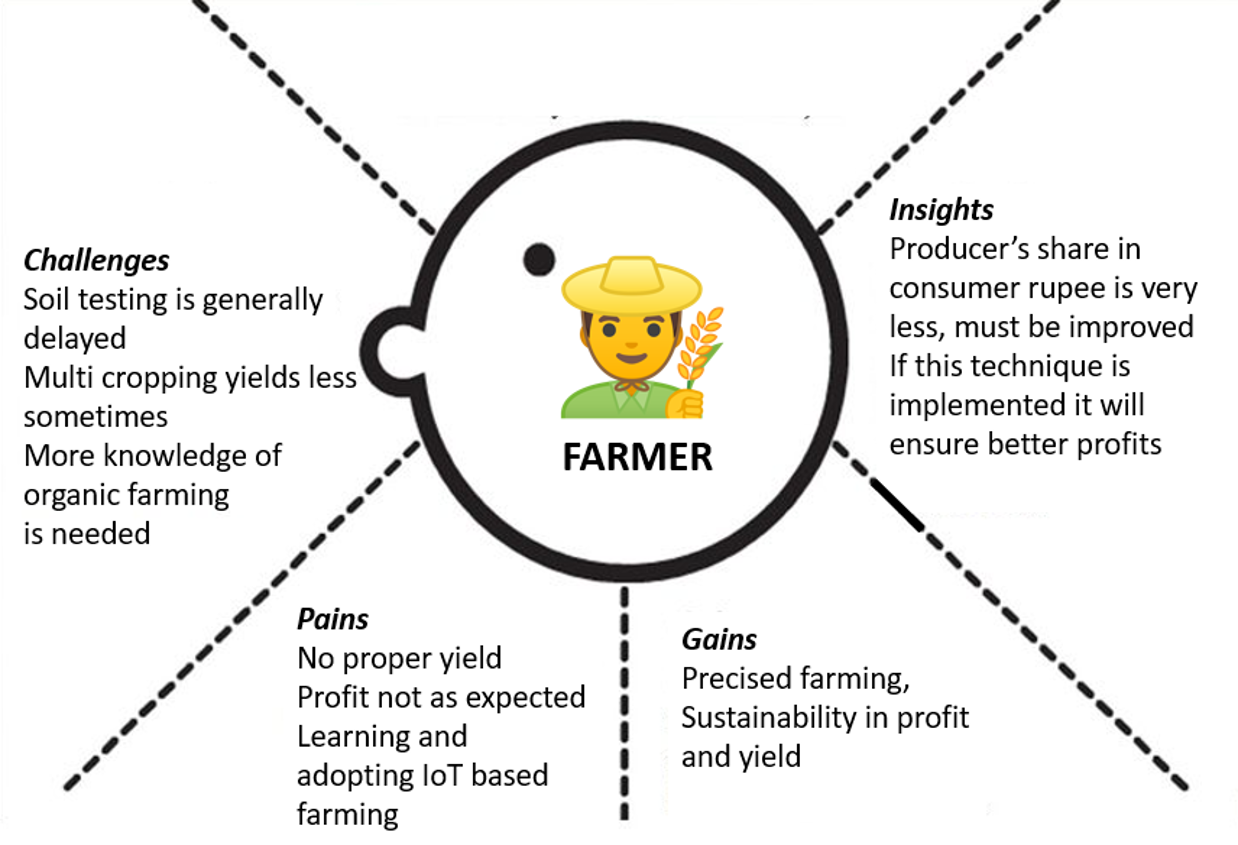 Challenges
Soil testing is generally
delayed
Multi cropping yields less
sometimes
More knowledge of
organic farming
is needed
FARMER
Insights
Producer’s share in
consumer rupee is very
less, must be improved
If this technique is
implemented it will
ensure better profits
Pains
No proper yield
Profit not as expected
Learning and
adopting IoT based
farming
Gains
Precised farming,
Sustainability in profit
and yield